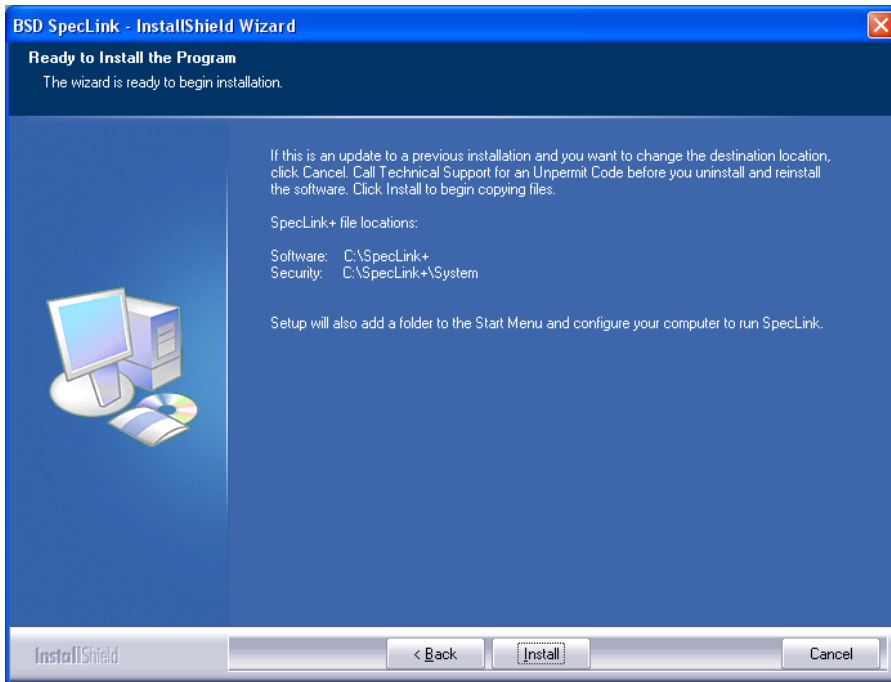 BSD SpecLink - InstallShield Wizard
Ready to Install the Program
The wizard is ready to begin installation.
If this is an update to a previous installation and you want to change the destination location,
click Cancel. Call Technical Support for an Unpermit Code before you uninstall and reinstall
the software. Click Install to begin copying files.
SpecLink+ file locations:
Software: C:\SpecLink+
Security: C:\SpecLink+\System
Setup will also add a folder to the Start Menu and configure your computer to run SpecLink.
InstallShield
< Back Install Cancel